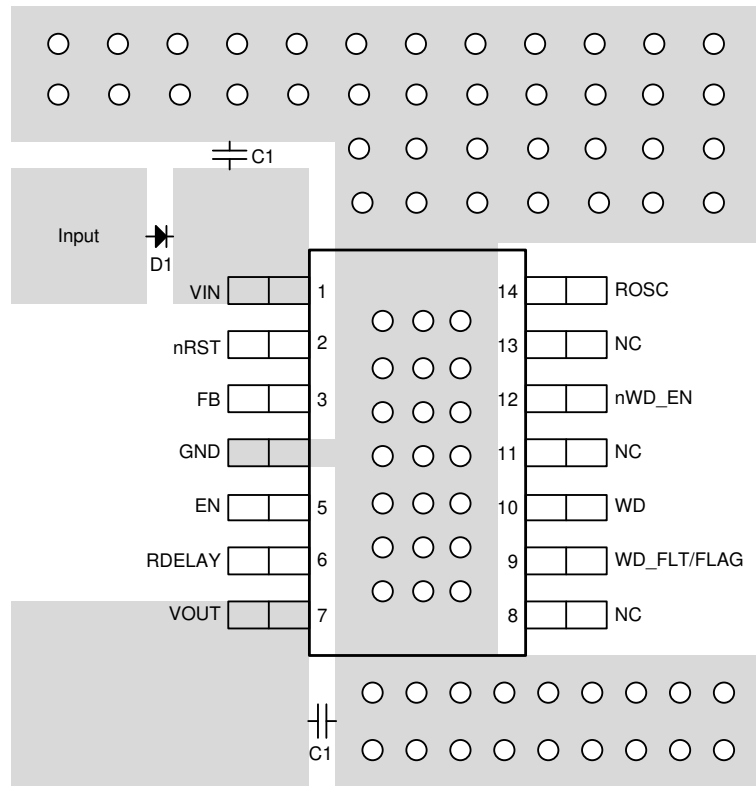 C1
Input
D1
VIN 1 14 ROSC
nRST 2 13 NC
FB 3 12 nWD_EN
GND 11 NC
EN 5 10 WD
RDELAY 6 9 WD_FLT/FLAG
VOUT 7 8 NC
C1